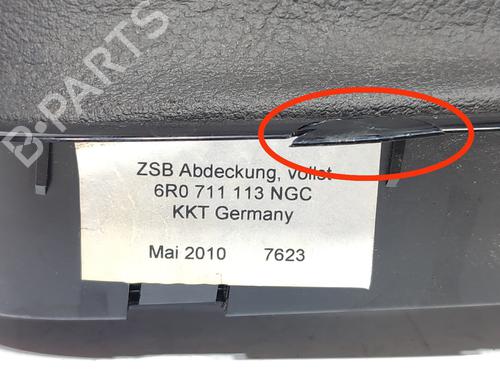 B-PARTS
ZSB Abdeckung, Vollst
6R0 711 113 NGC
KKT Germany
Mai 2010 7623